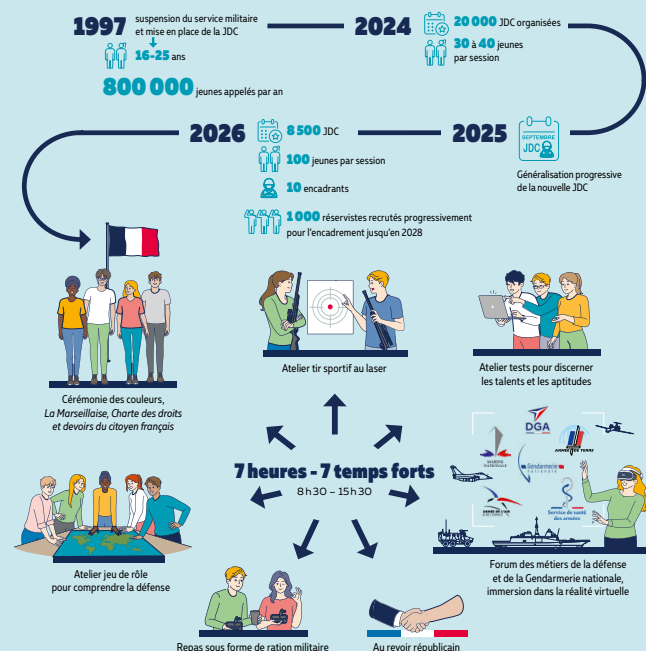 1997
suspension du service militaire
et mise en place de la JDC
16-25 ans
800 000 jeunes appelés par an
2024
20 000 JDC organisées
30 à 40 jeunes
par session
2025
SEPTEMBRE
JDC
Généralisation progressive
de la nouvelle JDC
2026
8 500 JDC
100 jeunes par session
10 encadrants
1 000 réservistes recrutés progressivement
pour l'encadrement jusqu'en 2028
Cérémonie des couleurs,
La Marseillaise, Charte des droits
et devoirs du citoyen français
Atelier tir sportif au laser
Atelier tests pour discerner
les talents et les aptitudes
7 heures - 7 temps forts
8 h 30 – 15 h 30
DGA
MARINE
NATIONALE
ARMÉE DE TERRE
Gendarmerie
nationale
Service de santé
des armées
Atelier jeu de rôle
pour comprendre la défense
Forum des métiers de la défense
et de la Gendarmerie nationale,
immersion dans la réalité virtuelle
Repas sous forme de ration militaire
Au revoir républicain